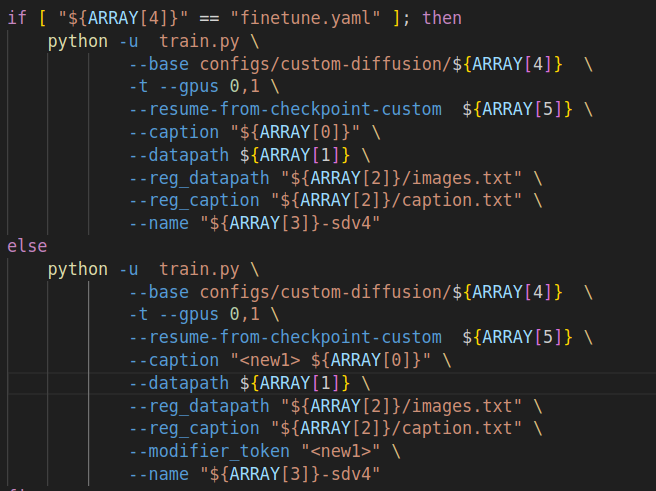 if [ "${ARRAY[4]}" == "finetune.yaml" ]; then
    python -u  train.py \
            --base configs/custom-diffusion/${ARRAY[4]}  \
            -t --gpus 0,1 \
            --resume-from-checkpoint-custom  ${ARRAY[5]} \
            --caption "${ARRAY[0]}" \
            --datapath ${ARRAY[1]} \
            --reg_datapath "${ARRAY[2]}/images.txt" \
            --reg_caption "${ARRAY[2]}/caption.txt" \
            --name "${ARRAY[3]}-sdv4"
else
    python -u  train.py \
            --base configs/custom-diffusion/${ARRAY[4]}  \
            -t --gpus 0,1 \
            --resume-from-checkpoint-custom  ${ARRAY[5]} \
            --caption "<new1> ${ARRAY[0]}" \
            --datapath ${ARRAY[1]} \
            --reg_datapath "${ARRAY[2]}/images.txt" \
            --reg_caption "${ARRAY[2]}/caption.txt" \
            --modifier_token "<new1>" \
            --name "${ARRAY[3]}-sdv4"